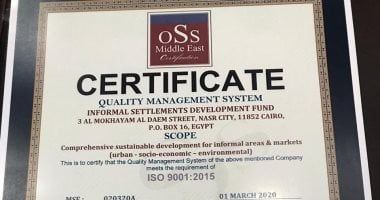 oSs
Middle East
Certification
CERTIFICATE
QUALITY MANAGEMENT SYSTEM
INFORMAL SETTLEMENTS DEVELOPMENT FUND
3 AL MOKHAYAM AL DAEM STREET, NASR CITY, 11852 CAIRO,
P.O. BOX 16, EGYPT
SCOPE
Comprehensive sustainable development for informal areas & markets
(urban - socio-economic – environmental)
This is to certify that the Quality Management System of the above mentioned Company
meets the requirement of
ISO 9001:2015
020320A 01 MARCH 2020